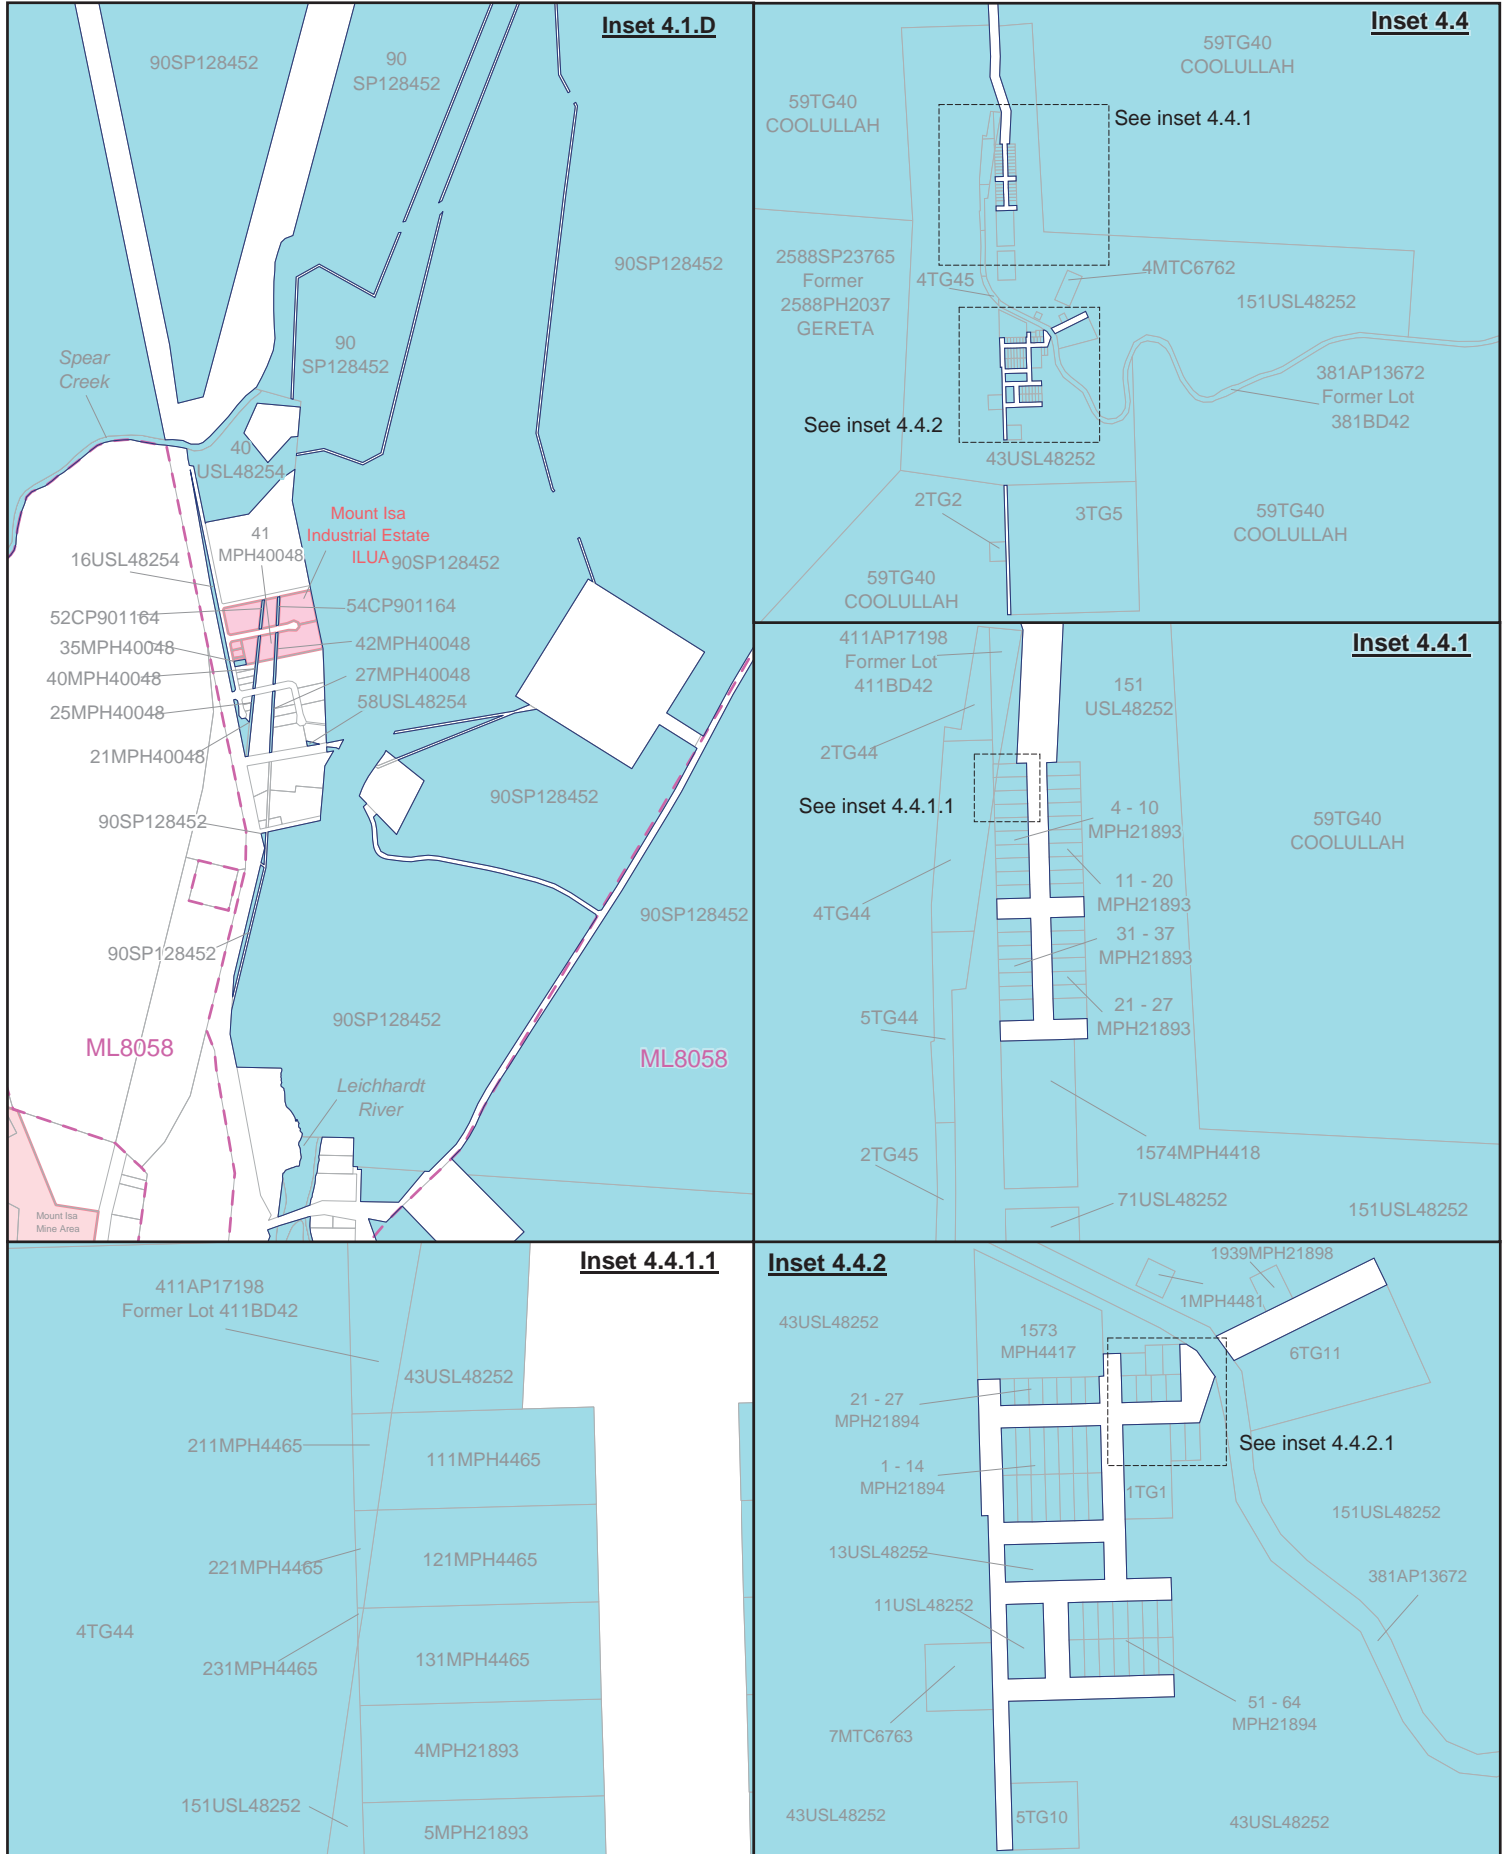 Inset 4.1.D
90SP128452
90
SP128452
90SP128452
90
SP128452
Spear
Creek
40
USL48254
Mount Isa
Industrial Estate
ILUA
90SP128452
41
MPH40048
16USL48254
52CP901164
54CP901164
35MPH40048
42MPH40048
40MPH40048
27MPH40048
25MPH40048
58USL48254
21MPH40048
90SP128452
90SP128452
90SP128452
90SP128452
90SP128452
ML8058
ML8058
Leichhardt
River
Mount Isa
Mine Area
Inset 4.4
59TG40
COOLULLAH
59TG40
COOLULLAH
See inset 4.4.1
2588SP23765
Former
2588PH2037
GERETA
4TG45
4MTC6762
151USL48252
381AP13672
Former Lot
381BD42
See inset 4.4.2
43USL48252
2TG2
3TG5
59TG40
COOLULLAH
59TG40
COOLULLAH
Inset 4.4.1
411AP17198
Former Lot
411BD42
151
USL48252
2TG44
See inset 4.4.1.1
4 - 10
MPH21893
59TG40
COOLULLAH
11 - 20
MPH21893
4TG44
31 - 37
MPH21893
5TG44
21 - 27
MPH21893
2TG45
1574MPH4418
71USL48252
151USL48252
Inset 4.4.1.1
411AP17198
Former Lot 411BD42
43USL48252
211MPH4465
111MPH4465
221MPH4465
121MPH4465
4TG44
231MPH4465
131MPH4465
4MPH21893
151USL48252
5MPH21893
Inset 4.4.2
1939MPH21898
1MPH4481
43USL48252
1573
MPH4417
6TG11
21 - 27
MPH21894
See inset 4.4.2.1
1 - 14
MPH21894
1TG1
151USL48252
13USL48252
381AP13672
11USL48252
51 - 64
MPH21894
7MTC6763
43USL48252
5TG10
43USL48252